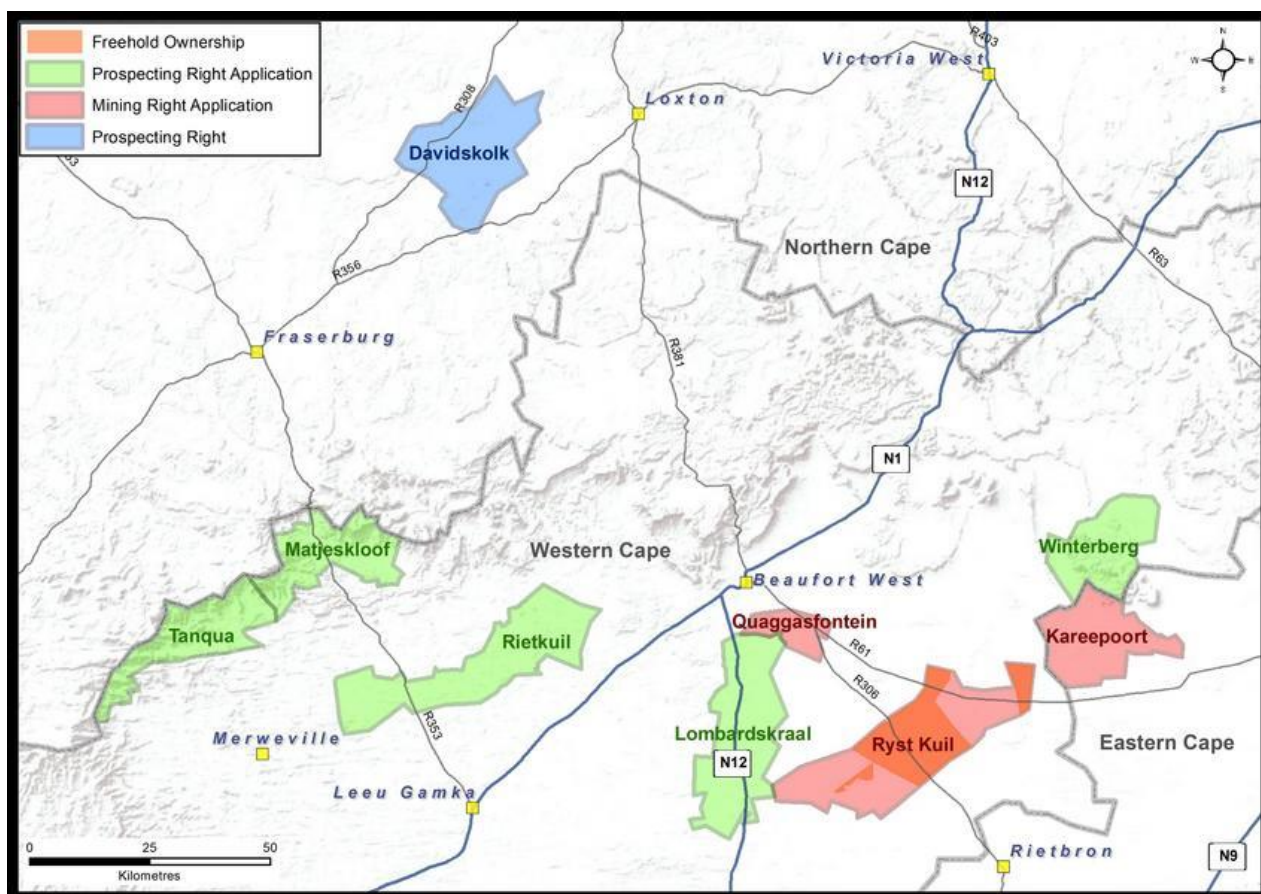 Freehold Ownership
Prospecting Right Application
Mining Right Application
Prospecting Right
N
W
E
S
R403
Victoria West
R308
Loxton
Davidskolk
N12
Northern Cape
R356
R63
Fraserburg
R381
N1
Matjeskloof
Western Cape
Winterberg
Beaufort West
Tanqua
Rietkuil
Quaggasfontein
Kareepoort
R61
R306
R353
Merweville
Lombardskraal
Ryst Kuil
Eastern Cape
N12
Leeu Gamka
Rietbron
N9
0
25
50
Kilometres